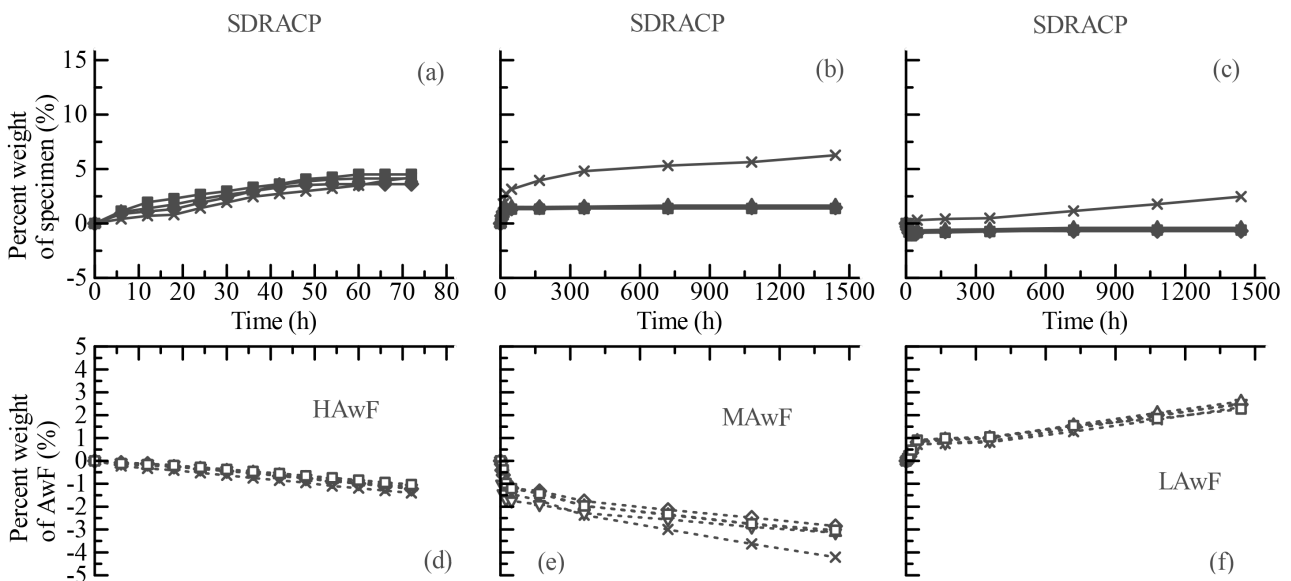 SDRACP SDRACP SDRACP
15 (a) (b) (c)
10
5
0
-5
Percent weight
of specimen (%)
0 10 20 30 40 50 60 70 80 0 300 600 900 1200 1500 0 300 600 900 1200 1500
Time (h) Time (h) Time (h)
5
4
3
2
1
0
-1
-2
-3
-4
-5
Percent weight
of AwF (%)
HAwF MAwF LAwF
(d) (e) (f)